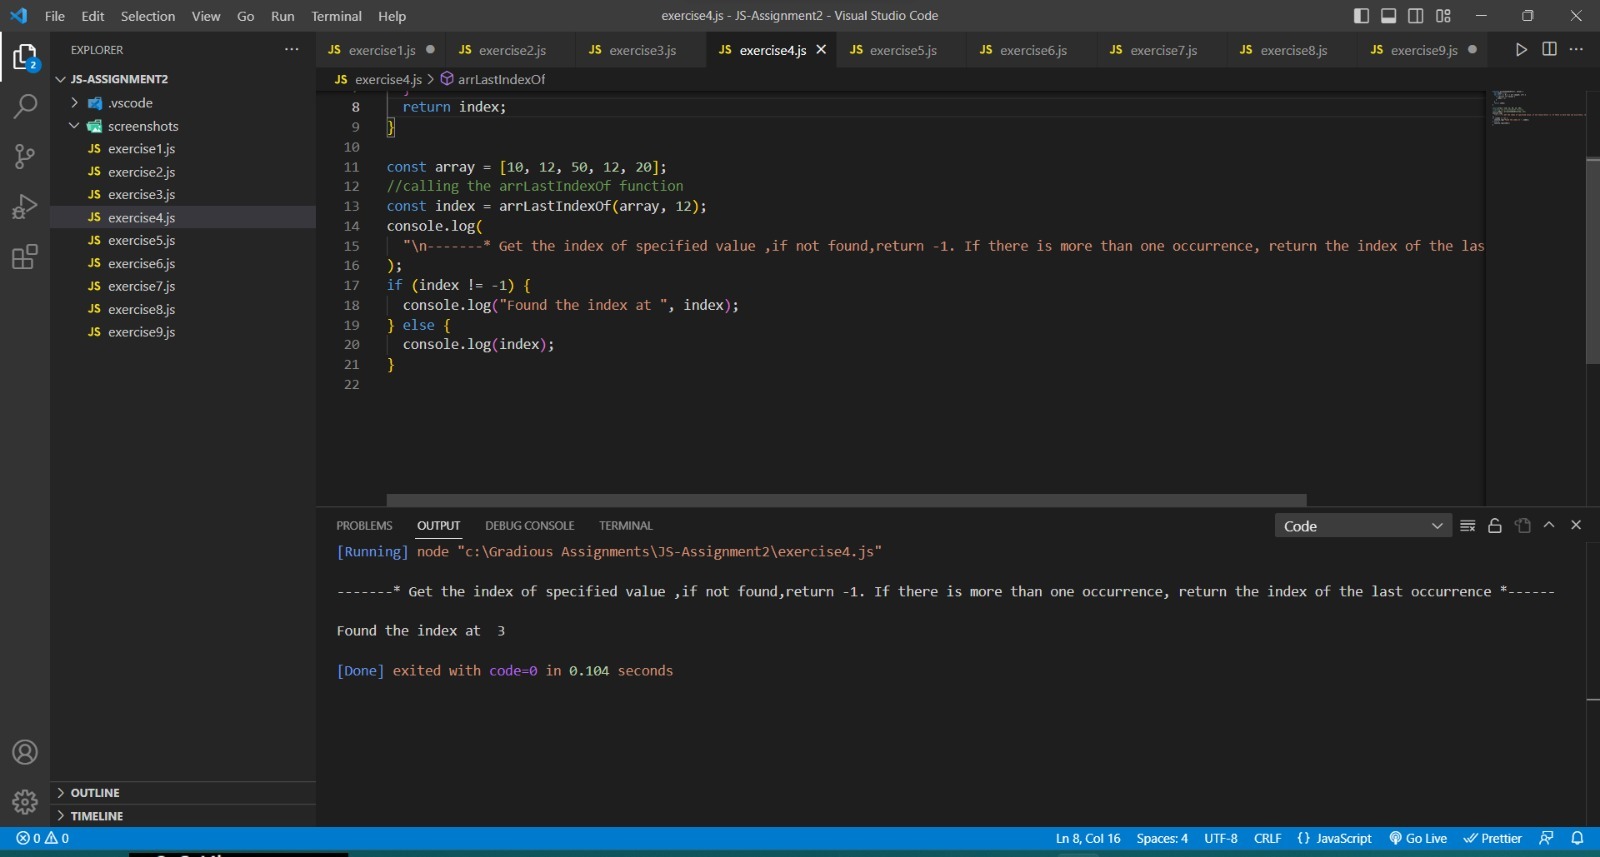 File Edit Selection View Go Run Terminal Help
exercise4.js - JS-Assignment2 - Visual Studio Code
EXPLORER
JS exercise1.js JS exercise2.js JS exercise3.js JS exercise4.js JS exercise5.js JS exercise6.js JS exercise7.js JS exercise8.js JS exercise9.js
2
JS-ASSIGNMENT2
.vscode
screenshots
JS exercise1.js
JS exercise2.js
JS exercise3.js
JS exercise4.js
JS exercise5.js
JS exercise6.js
JS exercise7.js
JS exercise8.js
JS exercise9.js
OUTLINE
TIMELINE
JS exercise4.js > arrLastIndexOf
8 return index;
9 }
10
11 const array = [10, 12, 50, 12, 20];
12 //calling the arrLastIndexOf function
13 const index = arrLastIndexOf(array, 12);
14 console.log(
15 "\n-------* Get the index of specified value ,if not found,return -1. If there is more than one occurrence, return the index of the las
16 );
17 if (index != -1) {
18 console.log("Found the index at ", index);
19 } else {
20 console.log(index);
21 }
22
PROBLEMS OUTPUT DEBUG CONSOLE TERMINAL
Code
[Running] node "c:\Gradious Assignments\JS-Assignment2\exercise4.js"
-------* Get the index of specified value ,if not found,return -1. If there is more than one occurrence, return the index of the last occurrence *------
Found the index at  3
[Done] exited with code=0 in 0.104 seconds
0 0
Ln 8, Col 16 Spaces: 4 UTF-8 CRLF {} JavaScript Go Live Prettier